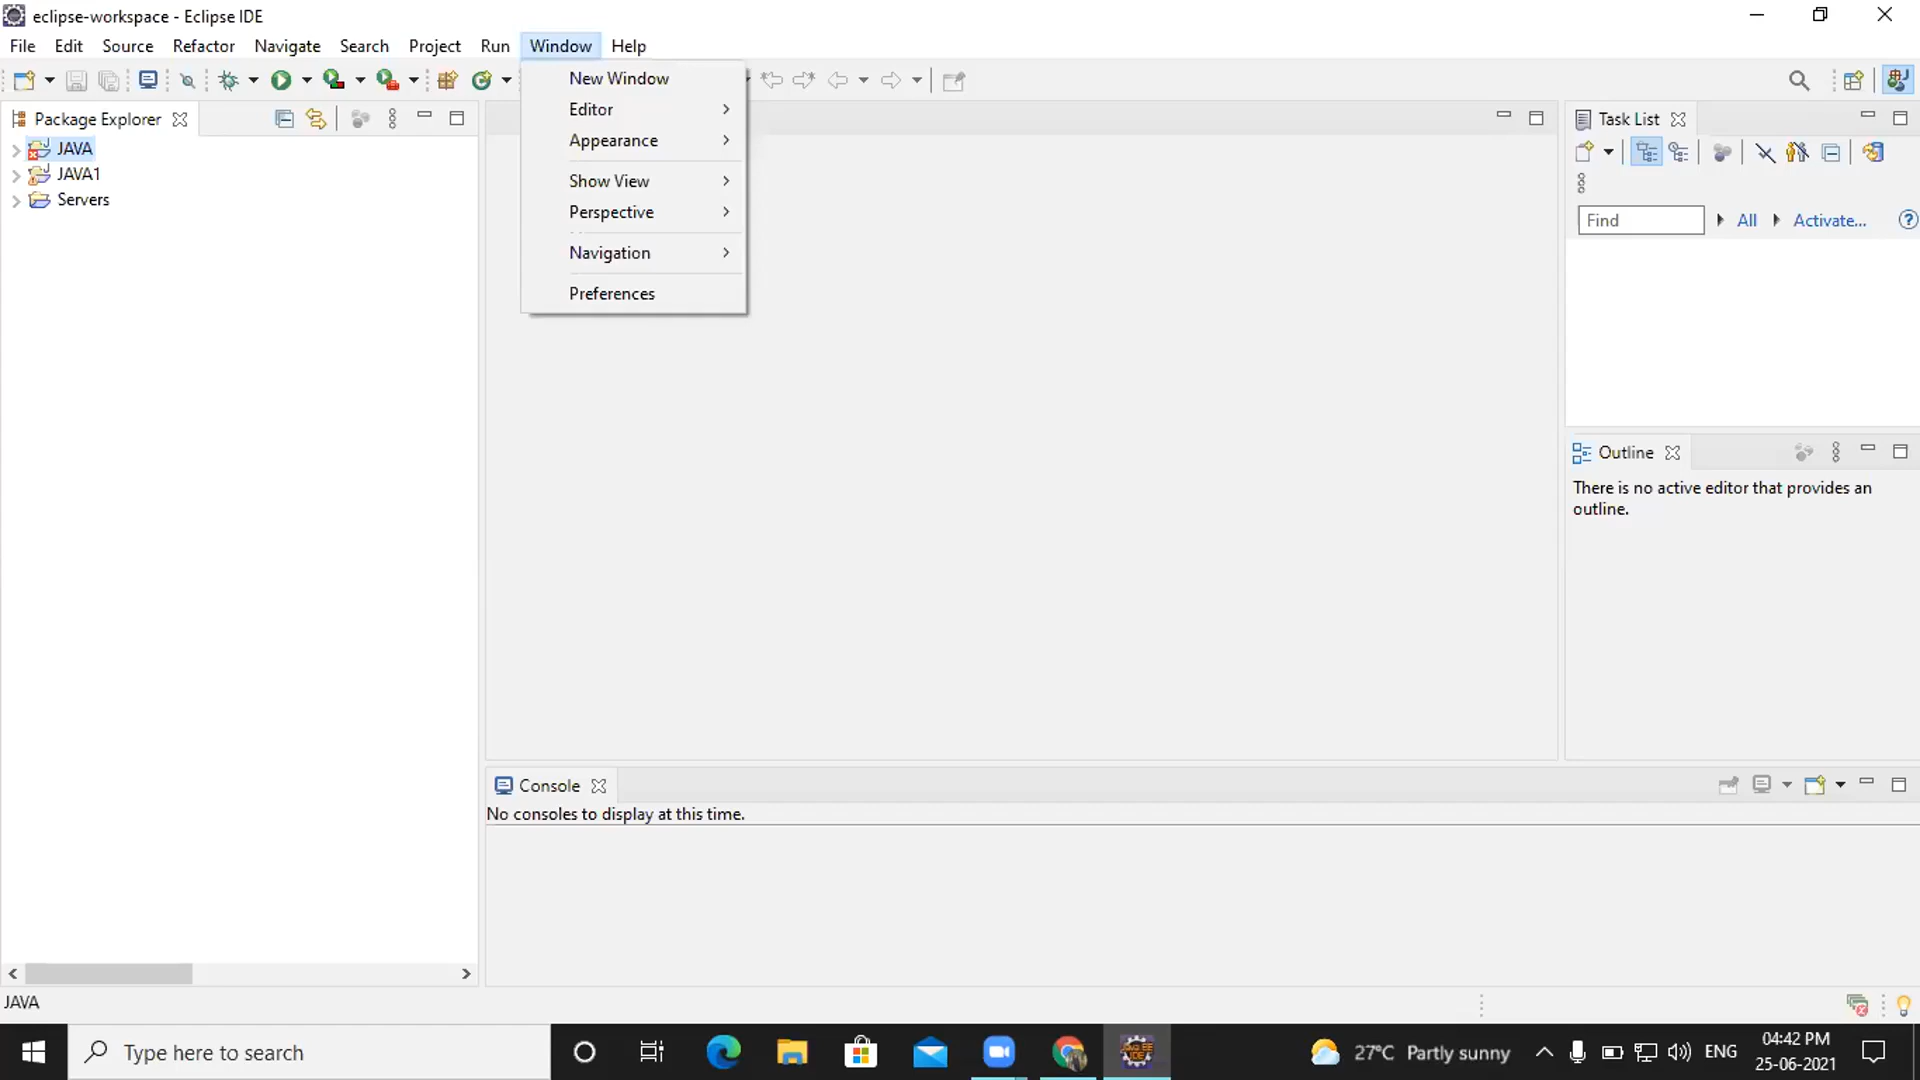 eclipse-workspace - Eclipse IDE
File Edit Source Refactor Navigate Search Project Run Window Help
New Window
Editor
Appearance
Show View
Perspective
Navigation
Preferences
Package Explorer
JAVA
JAVA1
Servers
Task List
Find All Activate...
Outline
There is no active editor that provides an
outline.
Console
No consoles to display at this time.
JAVA
Type here to search
27°C Partly sunny
ENG
04:42 PM
25-06-2021